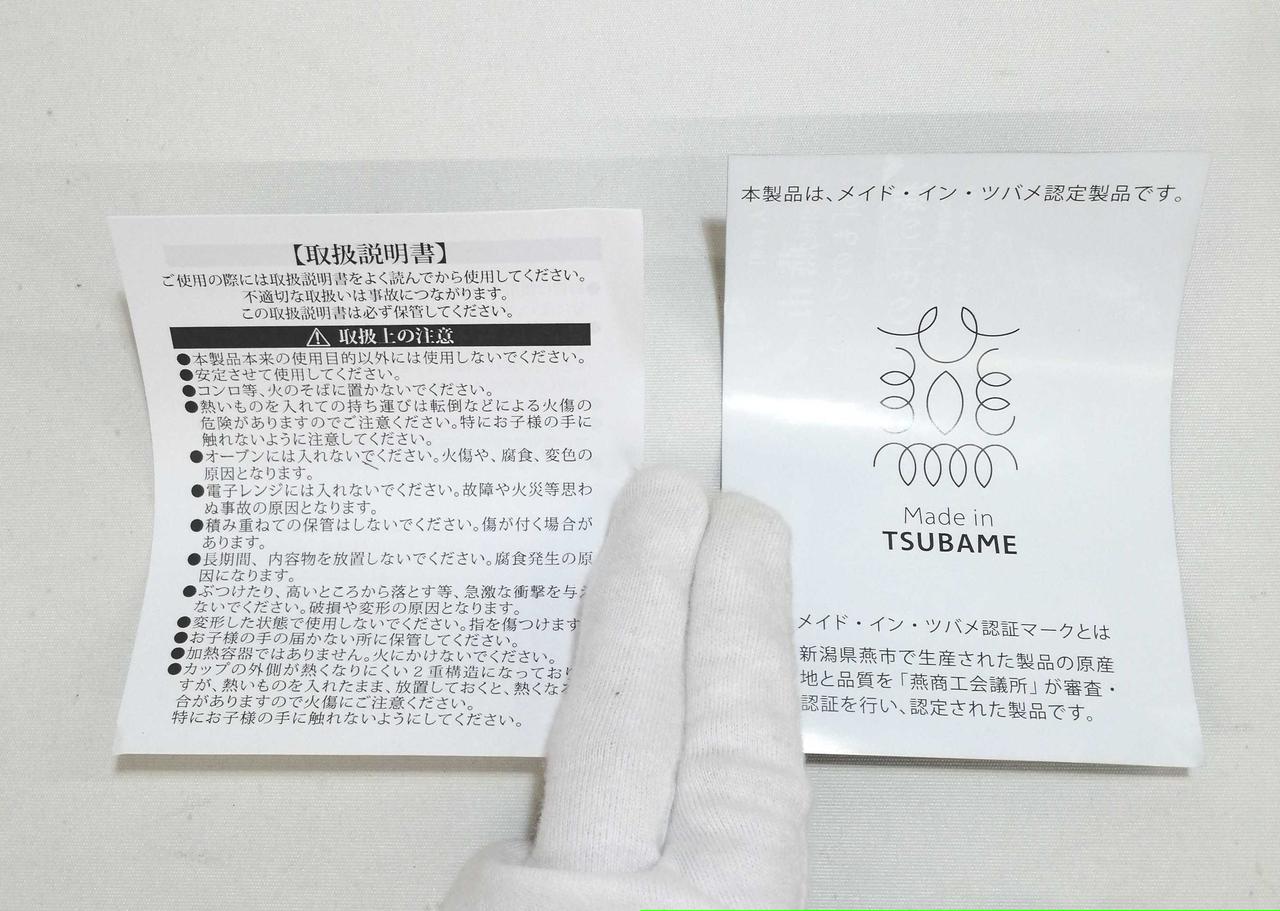 【取扱説明書】
ご使用の際には取扱説明書をよく読んでから使用してください。
不適切な取扱いは事故につながります。
この取扱説明書は必ず保管してください。
取扱上の注意
●本製品本来の使用目的以外には使用しないでください。
●安定させて使用してください。
●コンロ等、火のそばに置かないでください。
●熱いものを入れての持ち運びは転倒などによる火傷の
危険がありますのでご注意ください。特にお子様の手に
触れないように注意してください。
●オーブンには入れないでください。火傷や、腐食、変色の
原因となります。
●電子レンジには入れないでください。故障や火災等思わ
ぬ事故の原因となります。
●積み重ねての保管はしないでください。傷が付く場合が
あります。
●長期間、内容物を放置しないでください。腐食発生の原
因になります。
●ぶつけたり、高いところから落とす等、急激な衝撃を与え
ないでください。破損や変形の原因となります。
●変形した状態で使用しないでください。指を傷つけます
●お子様の手の届かない所に保管してください。
●加熱容器ではありません。火にかけないでください。
●カップの外側が熱くなりにくい2重構造になっており
すが、熱いものを入れたまま、放置しておくと、熱くな
合がありますので火傷にご注意ください。
特にお子様の手に触れないようにしてください。
本製品は、メイド・イン・ツバメ認定製品です。
Made in
TSUBAME
メイド・イン・ツバメ認証マークとは
新潟県燕市で生産された製品の原産
地と品質を「燕商工会議所」が審査・
認証を行い、認定された製品です。